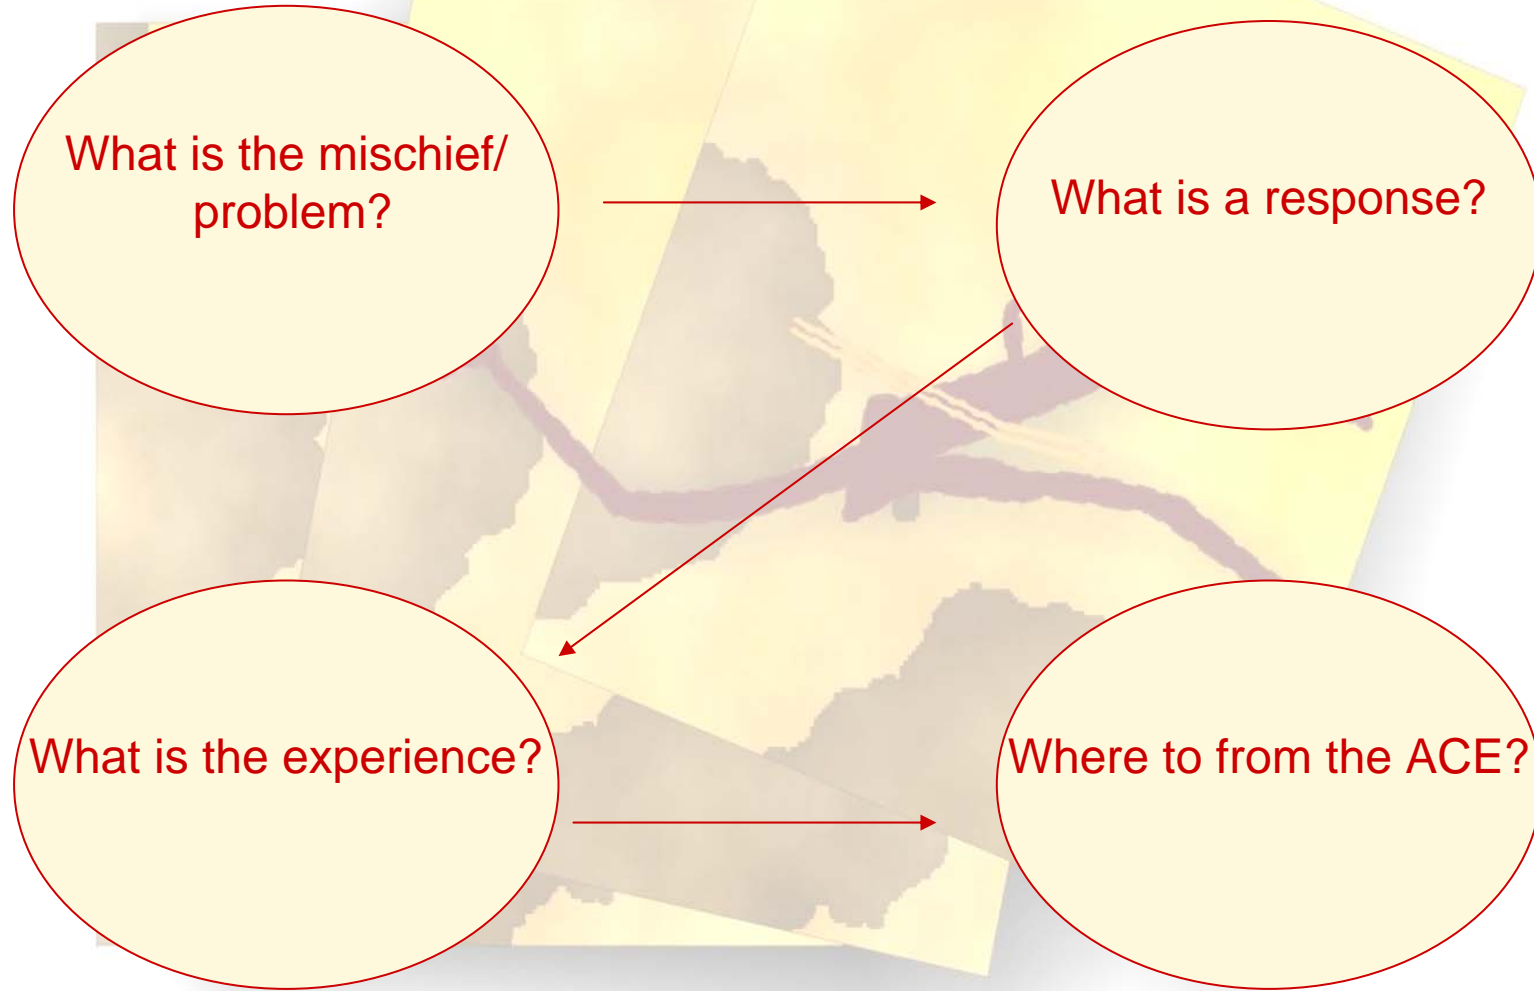 What is the mischief/
problem?
What is a response?
What is the experience?
Where to from the ACE?